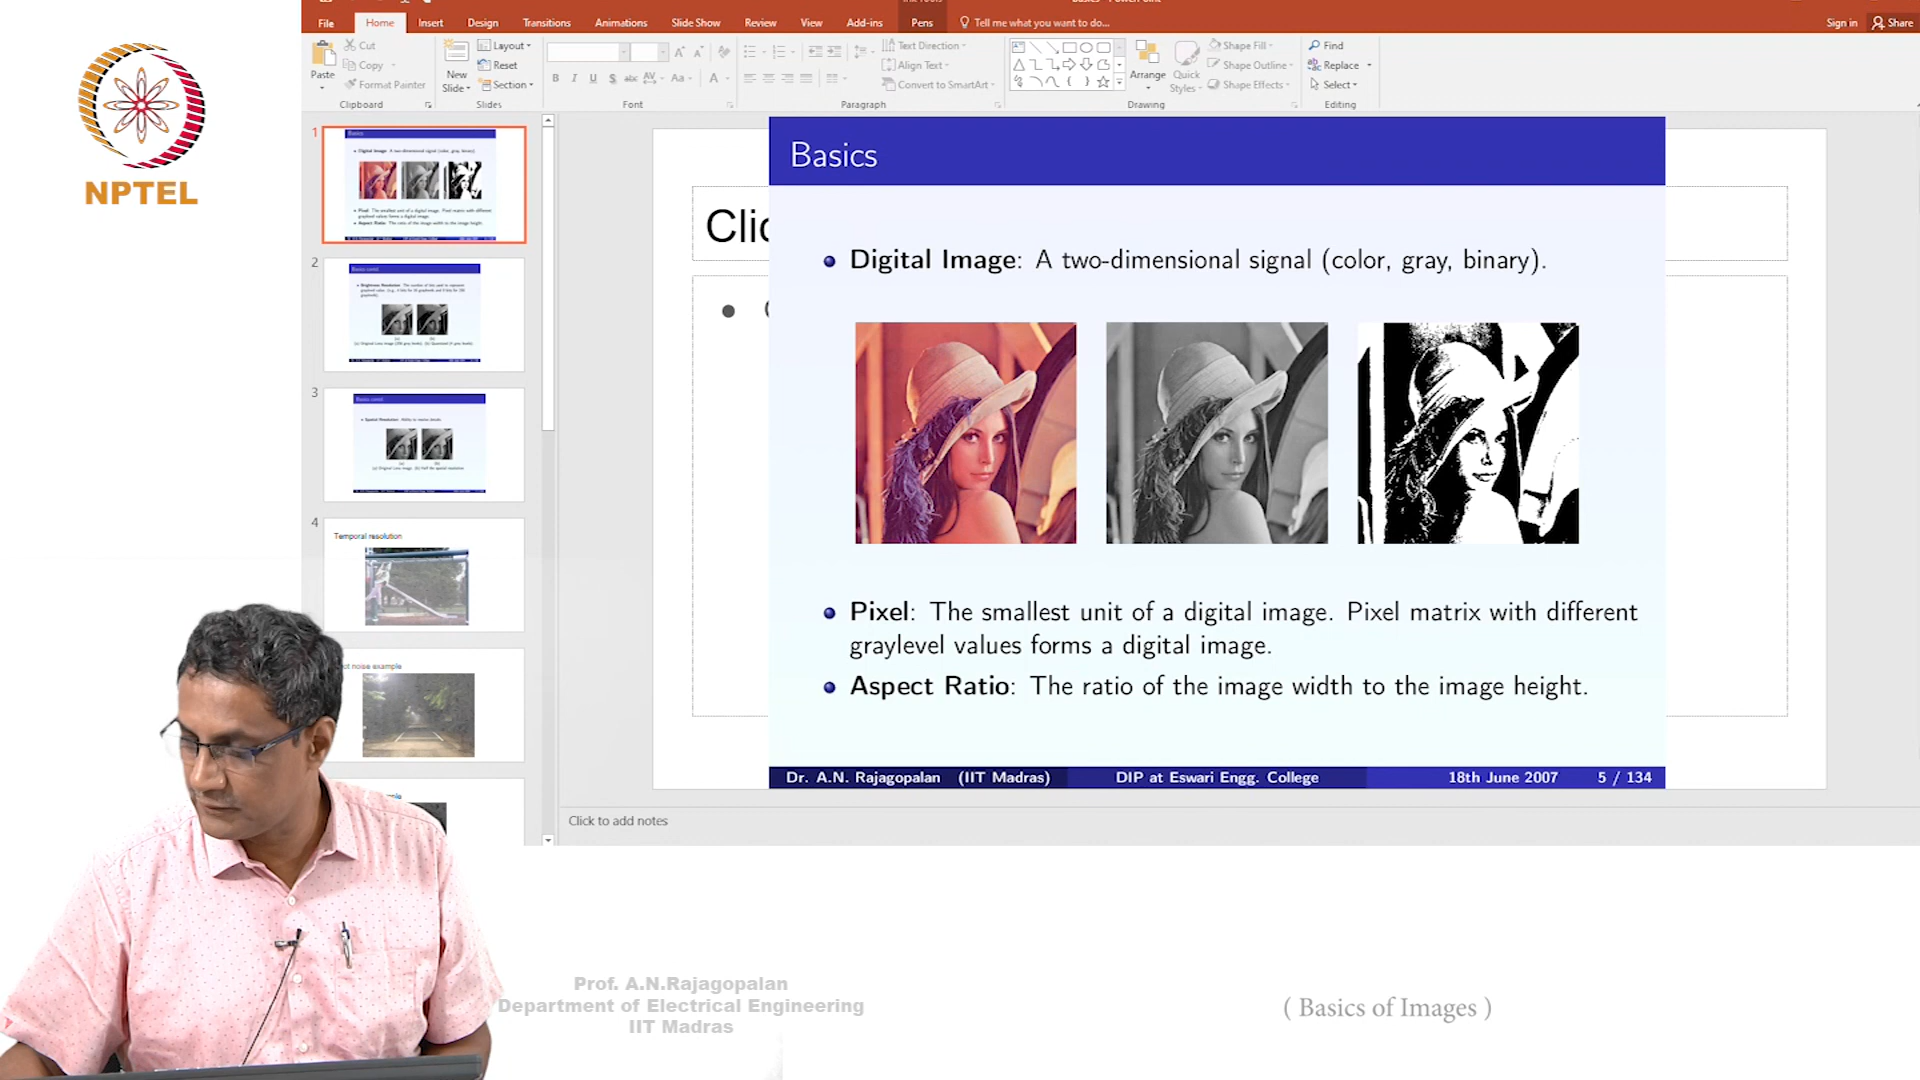 NPTEL
File Home Insert Design Transitions Animations Slide Show Review View Add-ins Pens Tell me what you want to do... Sign in Share
Paste
Cut
Copy
Format Painter
Clipboard
New
Slide
Layout
Reset
Section
Slides
Font
Text Direction
Align Text
Convert to SmartArt
Paragraph
Arrange
Quick
Styles
Shape Fill
Shape Outline
Shape Effects
Drawing
Find
Replace
Select
Editing
1
2
3
4
Temporal resolution
noise example
Clic
Basics
Digital Image: A two-dimensional signal (color, gray, binary).
Pixel: The smallest unit of a digital image. Pixel matrix with different
graylevel values forms a digital image.
Aspect Ratio: The ratio of the image width to the image height.
Dr. A.N. Rajagopalan (IIT Madras) DIP at Eswari Engg. College 18th June 2007 5 / 134
Click to add notes
Prof. A.N.Rajagopalan
Department of Electrical Engineering
IIT Madras
( Basics of Images )